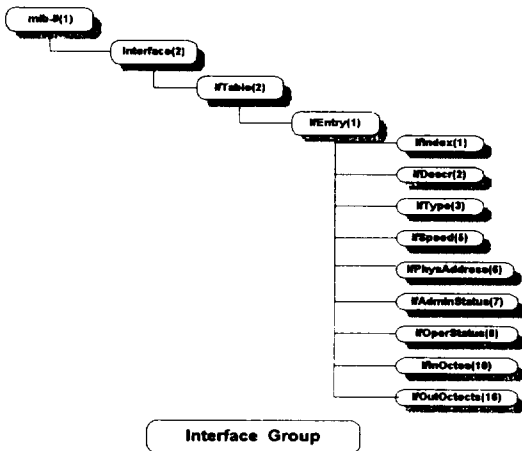 mib-II(1)
Interface(2)
IfTable(2)
IfEntry(1)
IfIndex(1)
IfDescr(2)
IfType(3)
IfSpeed(5)
IfPhysAddress(6)
IfAdminStatus(7)
IfOperStatus(8)
IfInOctes(10)
IfOutOctects(16)
Interface Group